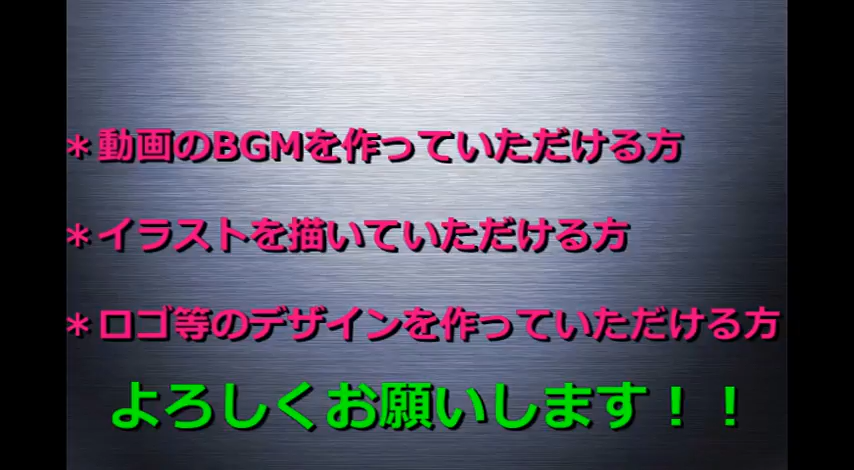 ＊動画のBGMを作っていただける方
＊イラストを描いていていただける方
＊ロゴ等のデザインを作っていただける方
よろしくお願いします！！